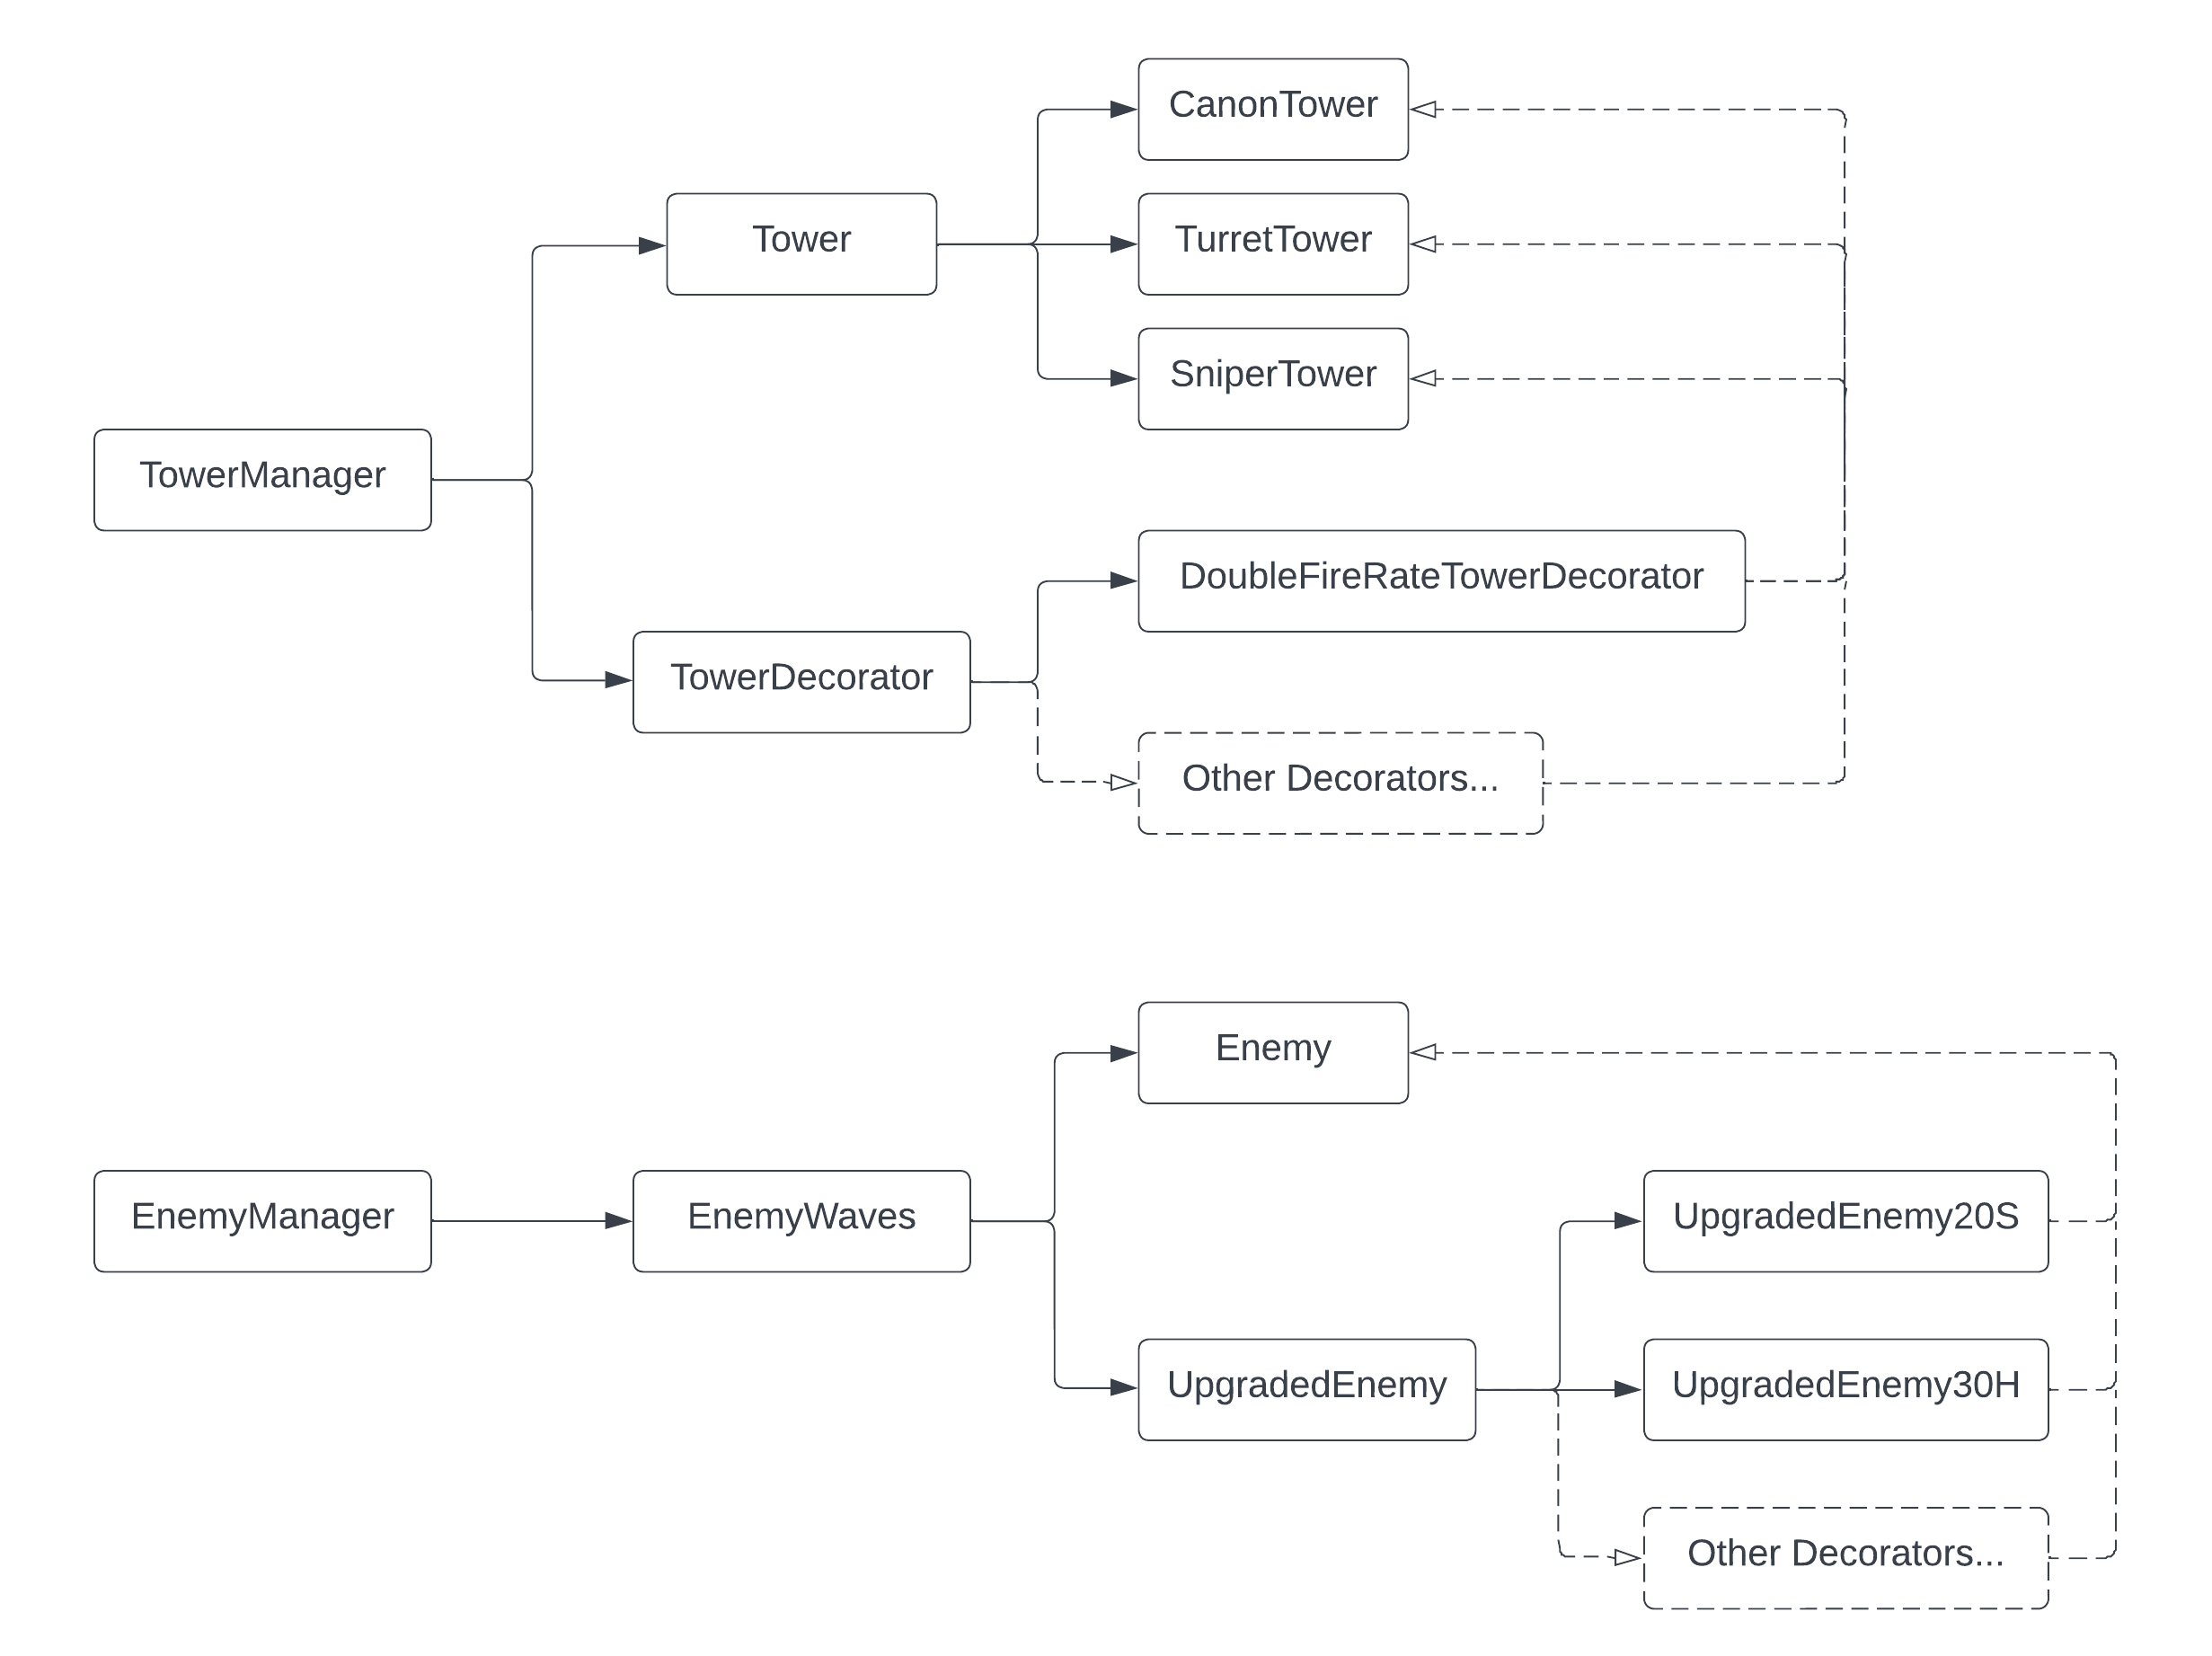 CanonTower
Tower
TurretTower
SniperTower
TowerManager
DoubleFireRateTowerDecorator
TowerDecorator
Other Decorators...
Enemy
EnemyManager
EnemyWaves
UpgradedEnemy20S
UpgradedEnemy
UpgradedEnemy30H
Other Decorators...